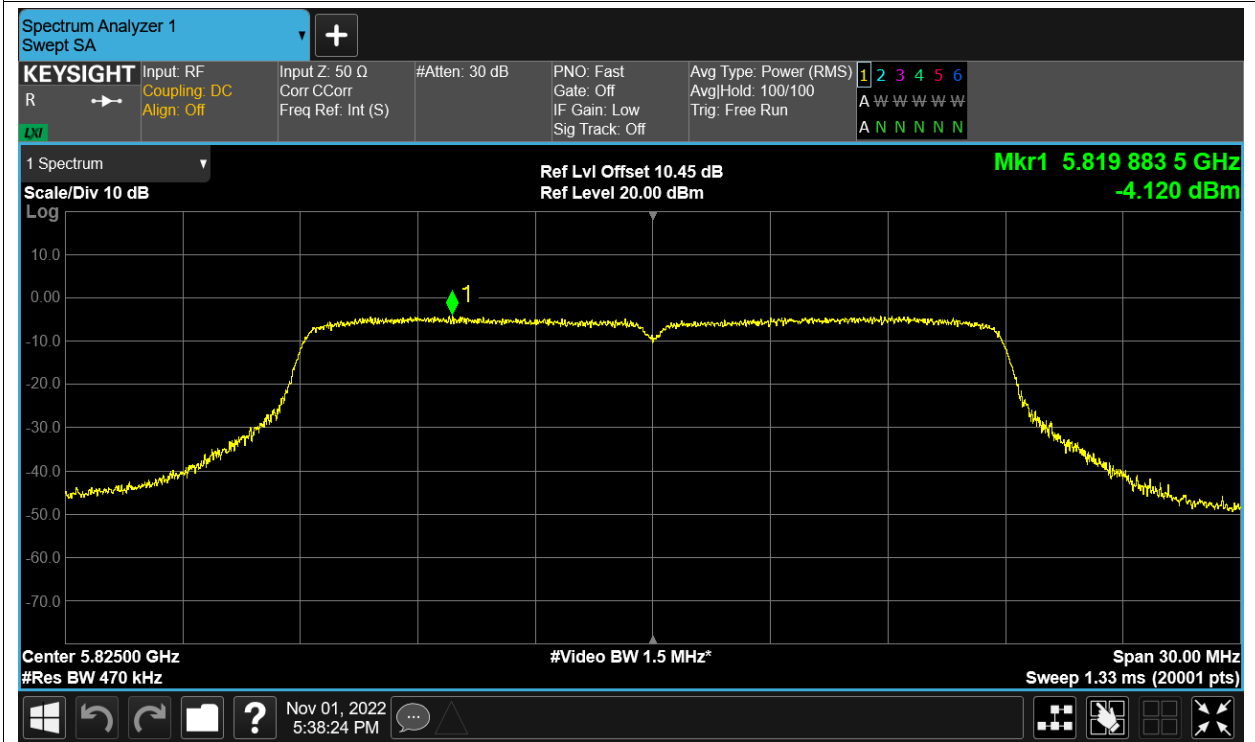 Spectrum Analyzer 1
Swept SA
+
KEYSIGHT
R
LXI
Input: RF
Coupling: DC
Align: Off
Input Z: 50 Ω
Corr CCorr
Freq Ref: Int (S)
#Atten: 30 dB
PNO: Fast
Gate: Off
IF Gain: Low
Sig Track: Off
Avg Type: Power (RMS)
Avg|Hold: 100/100
Trig: Free Run
1 2 3 4 5 6
A W W W W W
A N N N N N
1 Spectrum
Scale/Div 10 dB
Log
Ref Lvl Offset 10.45 dB
Ref Level 20.00 dBm
Mkr1 5.819 883 5 GHz
-4.120 dBm
10.0
0.00
-10.0
-20.0
-30.0
-40.0
-50.0
-60.0
-70.0
1
Center 5.82500 GHz
#Res BW 470 kHz
#Video BW 1.5 MHz*
Span 30.00 MHz
Sweep 1.33 ms (20001 pts)
?
Nov 01, 2022
5:38:24 PM